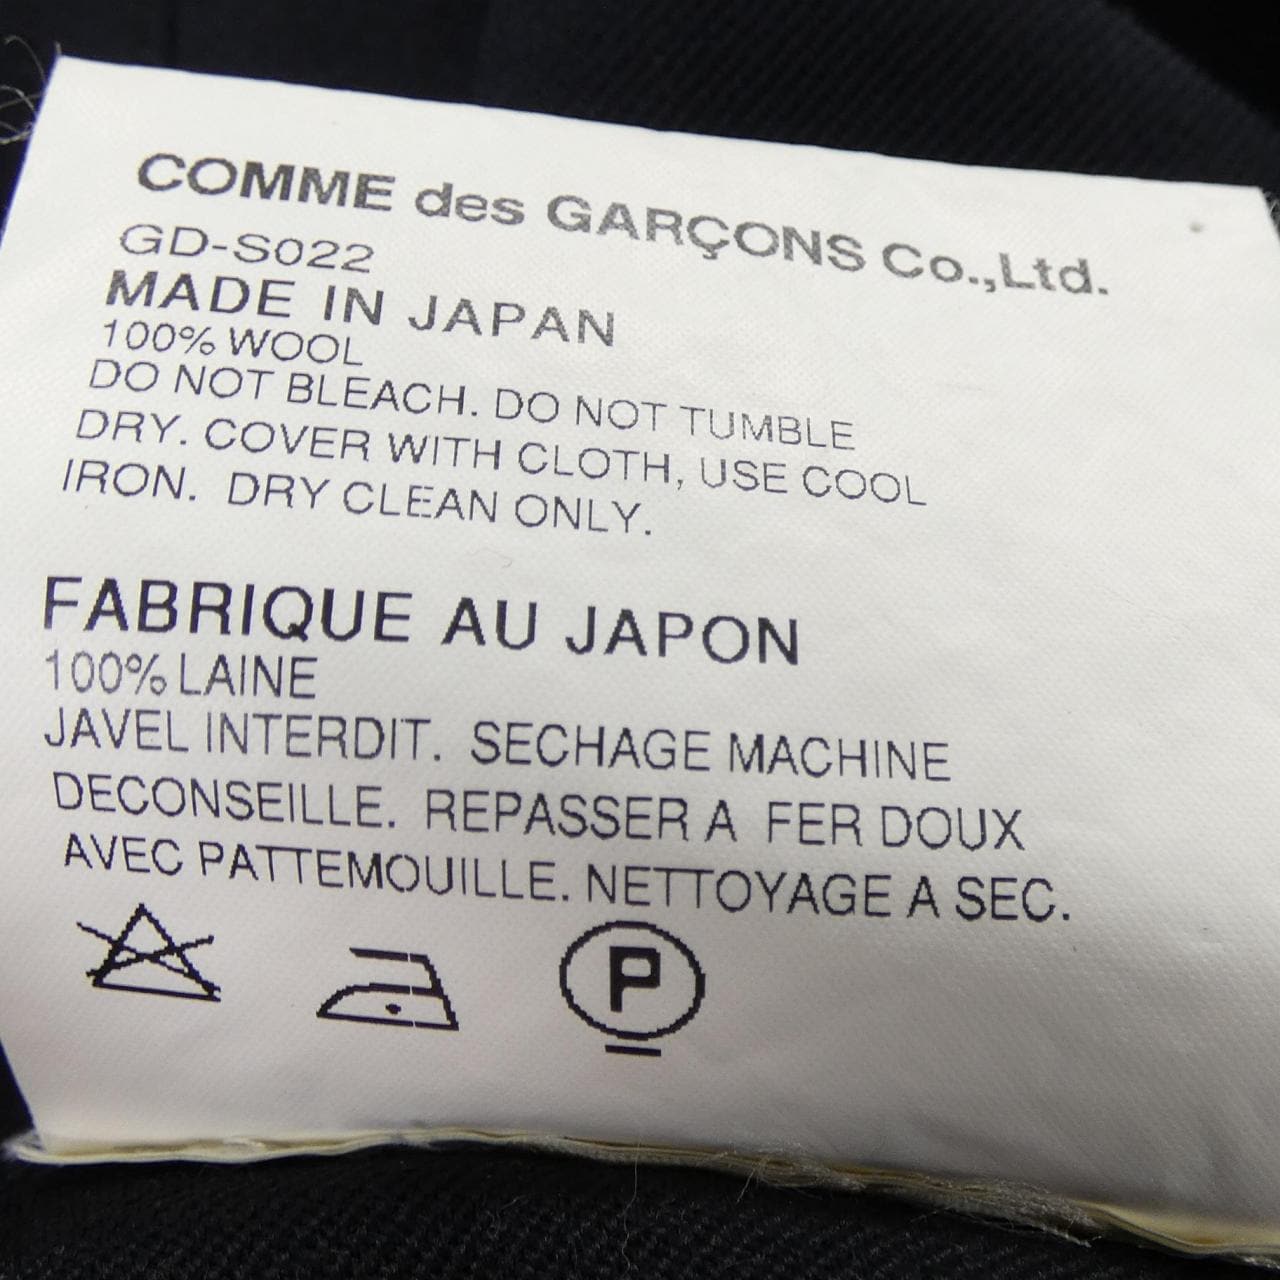 COMME des GARÇONS Co.,Ltd.
GD-S022
MADE IN JAPAN
100% WOOL
DO NOT BLEACH. DO NOT TUMBLE
DRY. COVER WITH CLOTH, USE COOL
IRON. DRY CLEAN ONLY.
FABRIQUE AU JAPON
100% LAINE
JAVEL INTERDIT. SECHAGE MACHINE
DECONSEILLE. REPASSER A FER DOUX
AVEC PATTEMOUILLE. NETTOYAGE A SEC.
P